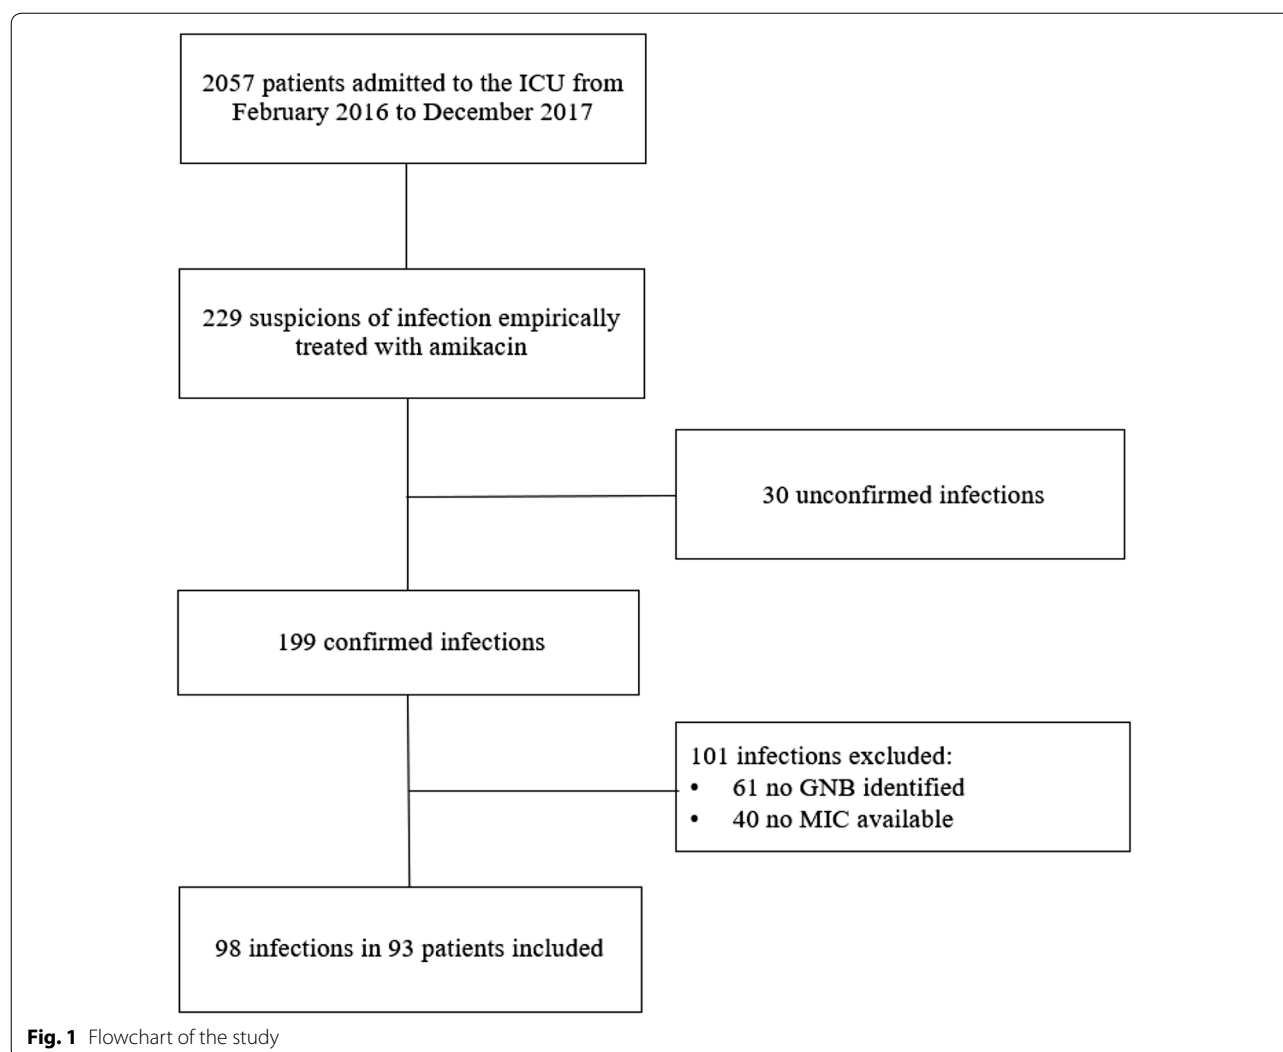 2057 patients admitted to the ICU from
February 2016 to December 2017
229 suspicions of infection empirically
treated with amikacin
30 unconfirmed infections
199 confirmed infections
101 infections excluded:
• 61 no GNB identified
• 40 no MIC available
98 infections in 93 patients included
Fig. 1 Flowchart of the study